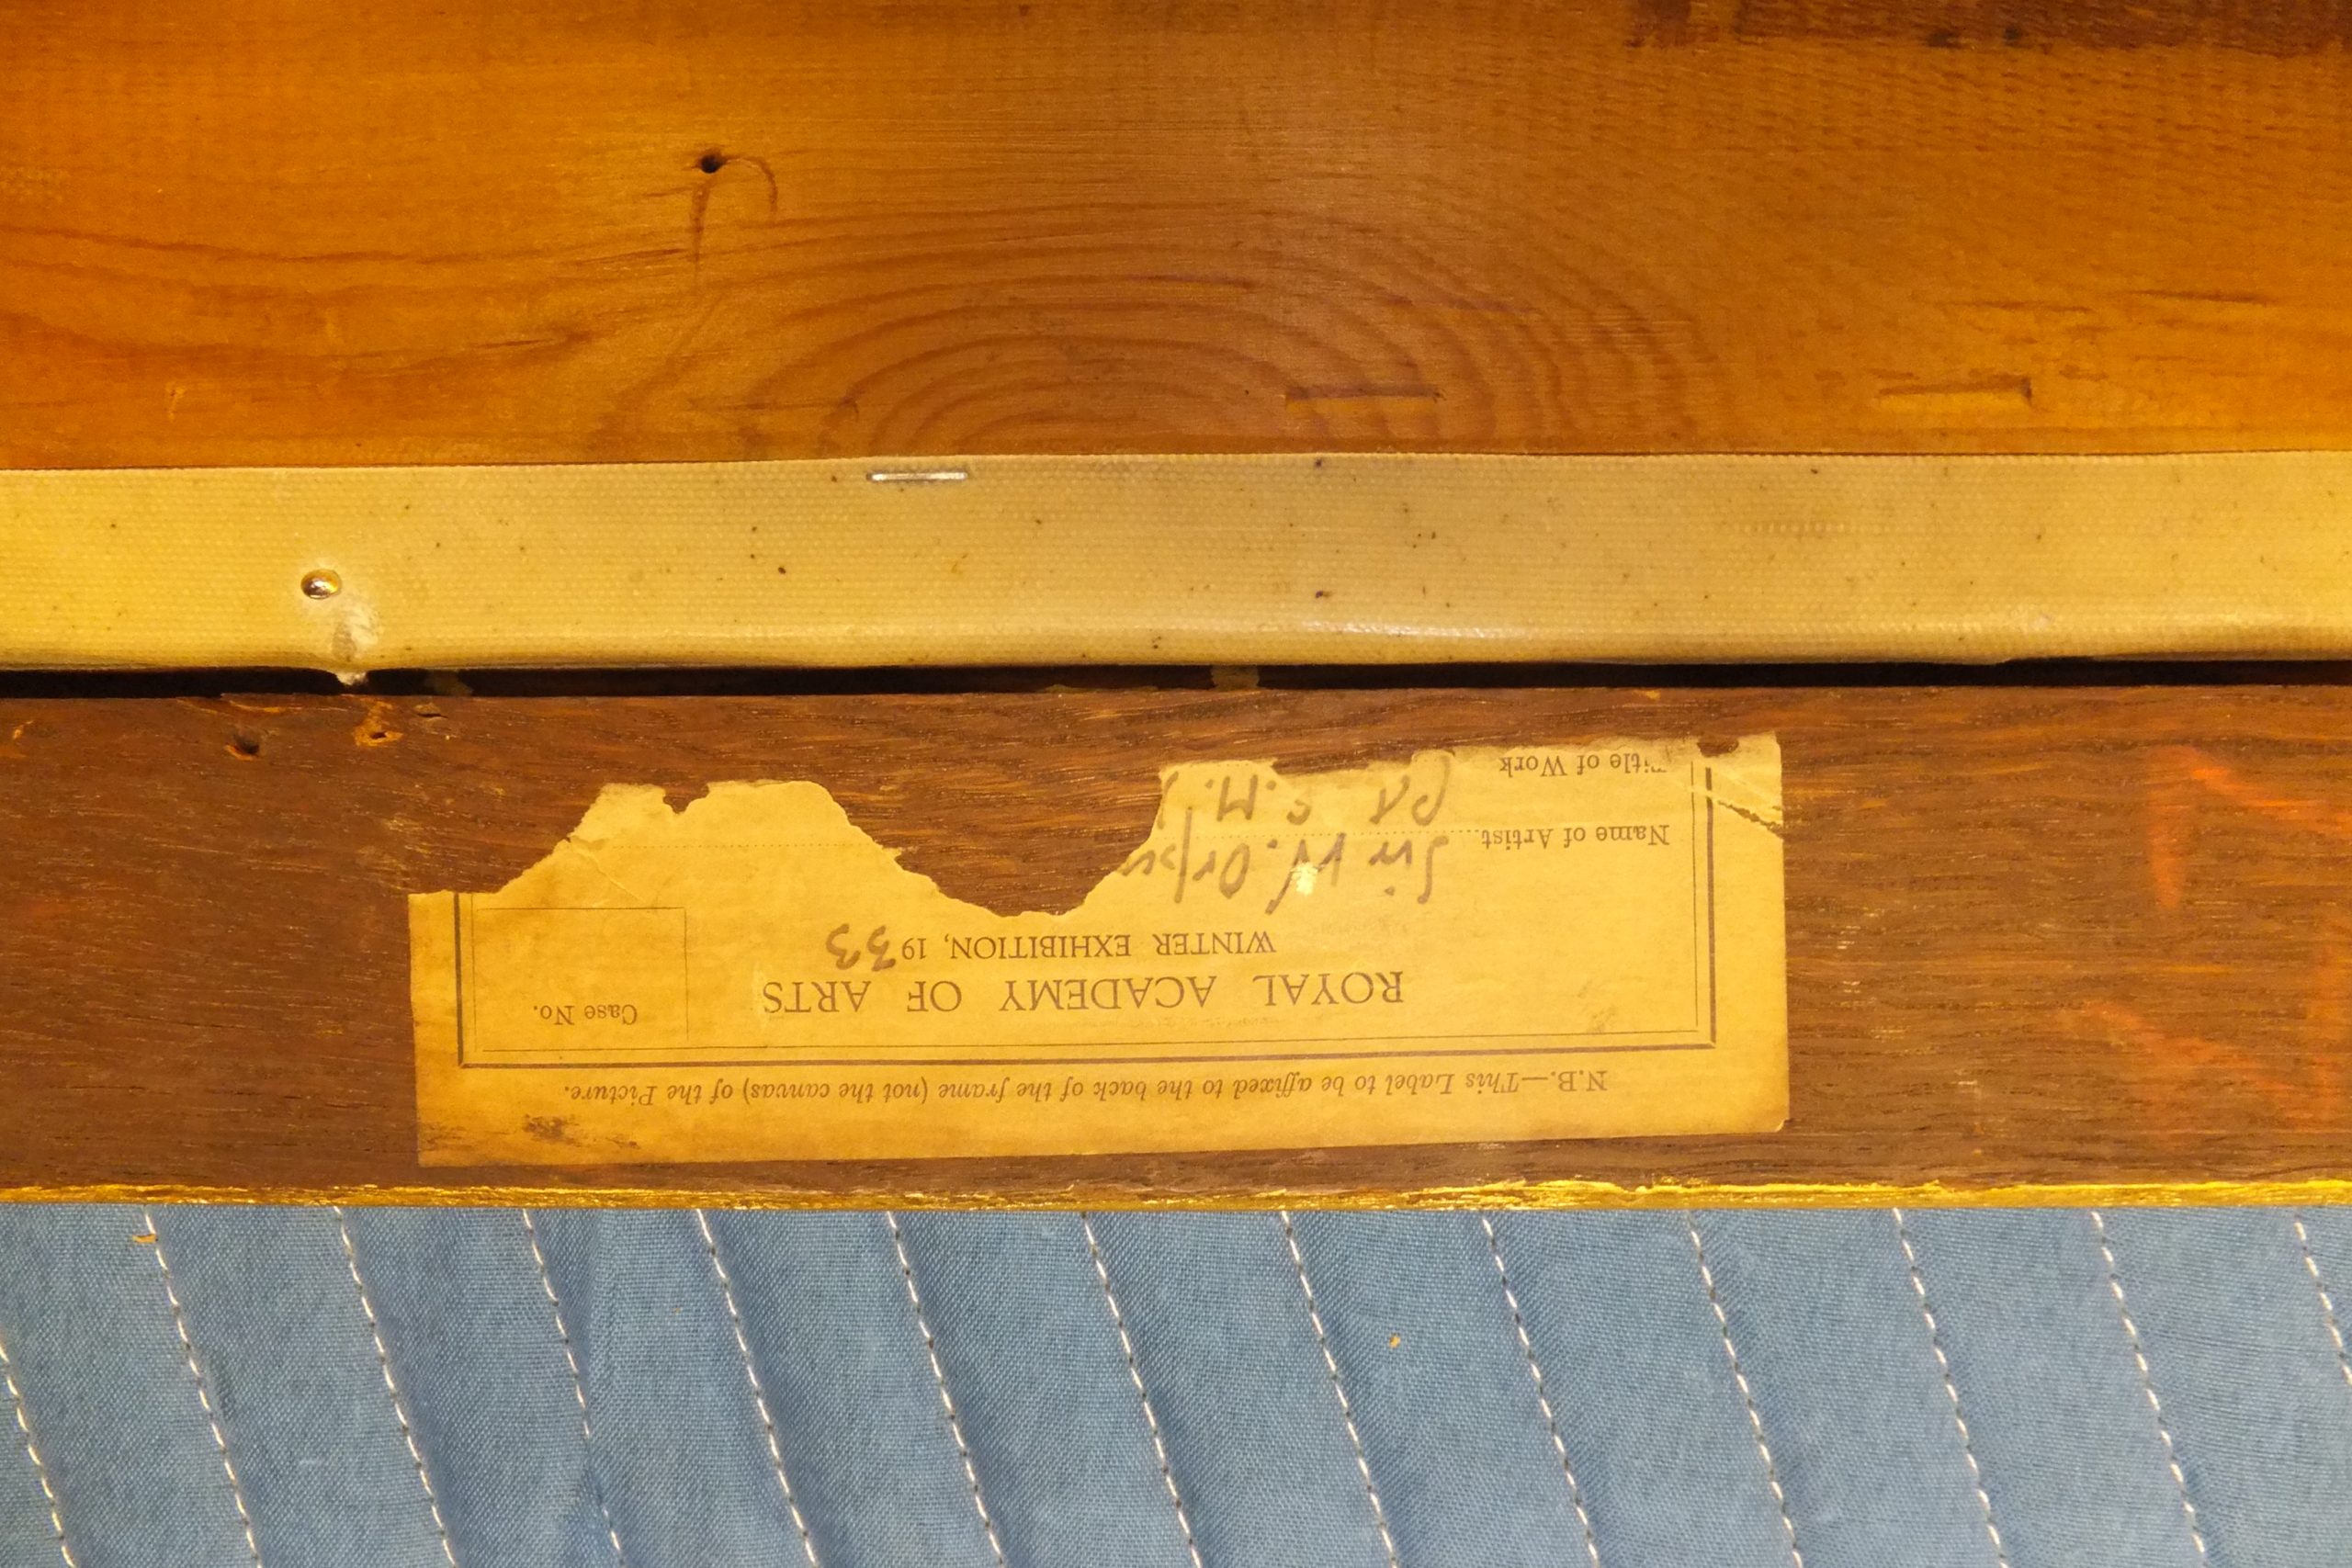 N.B.—This Label to be affixed to the back of the frame (not the canvas) of the Picture.
Case No.
ROYAL ACADEMY OF ARTS
WINTER EXHIBITION, 1933
Name of Artist Sir W. Orpen
Title of Work